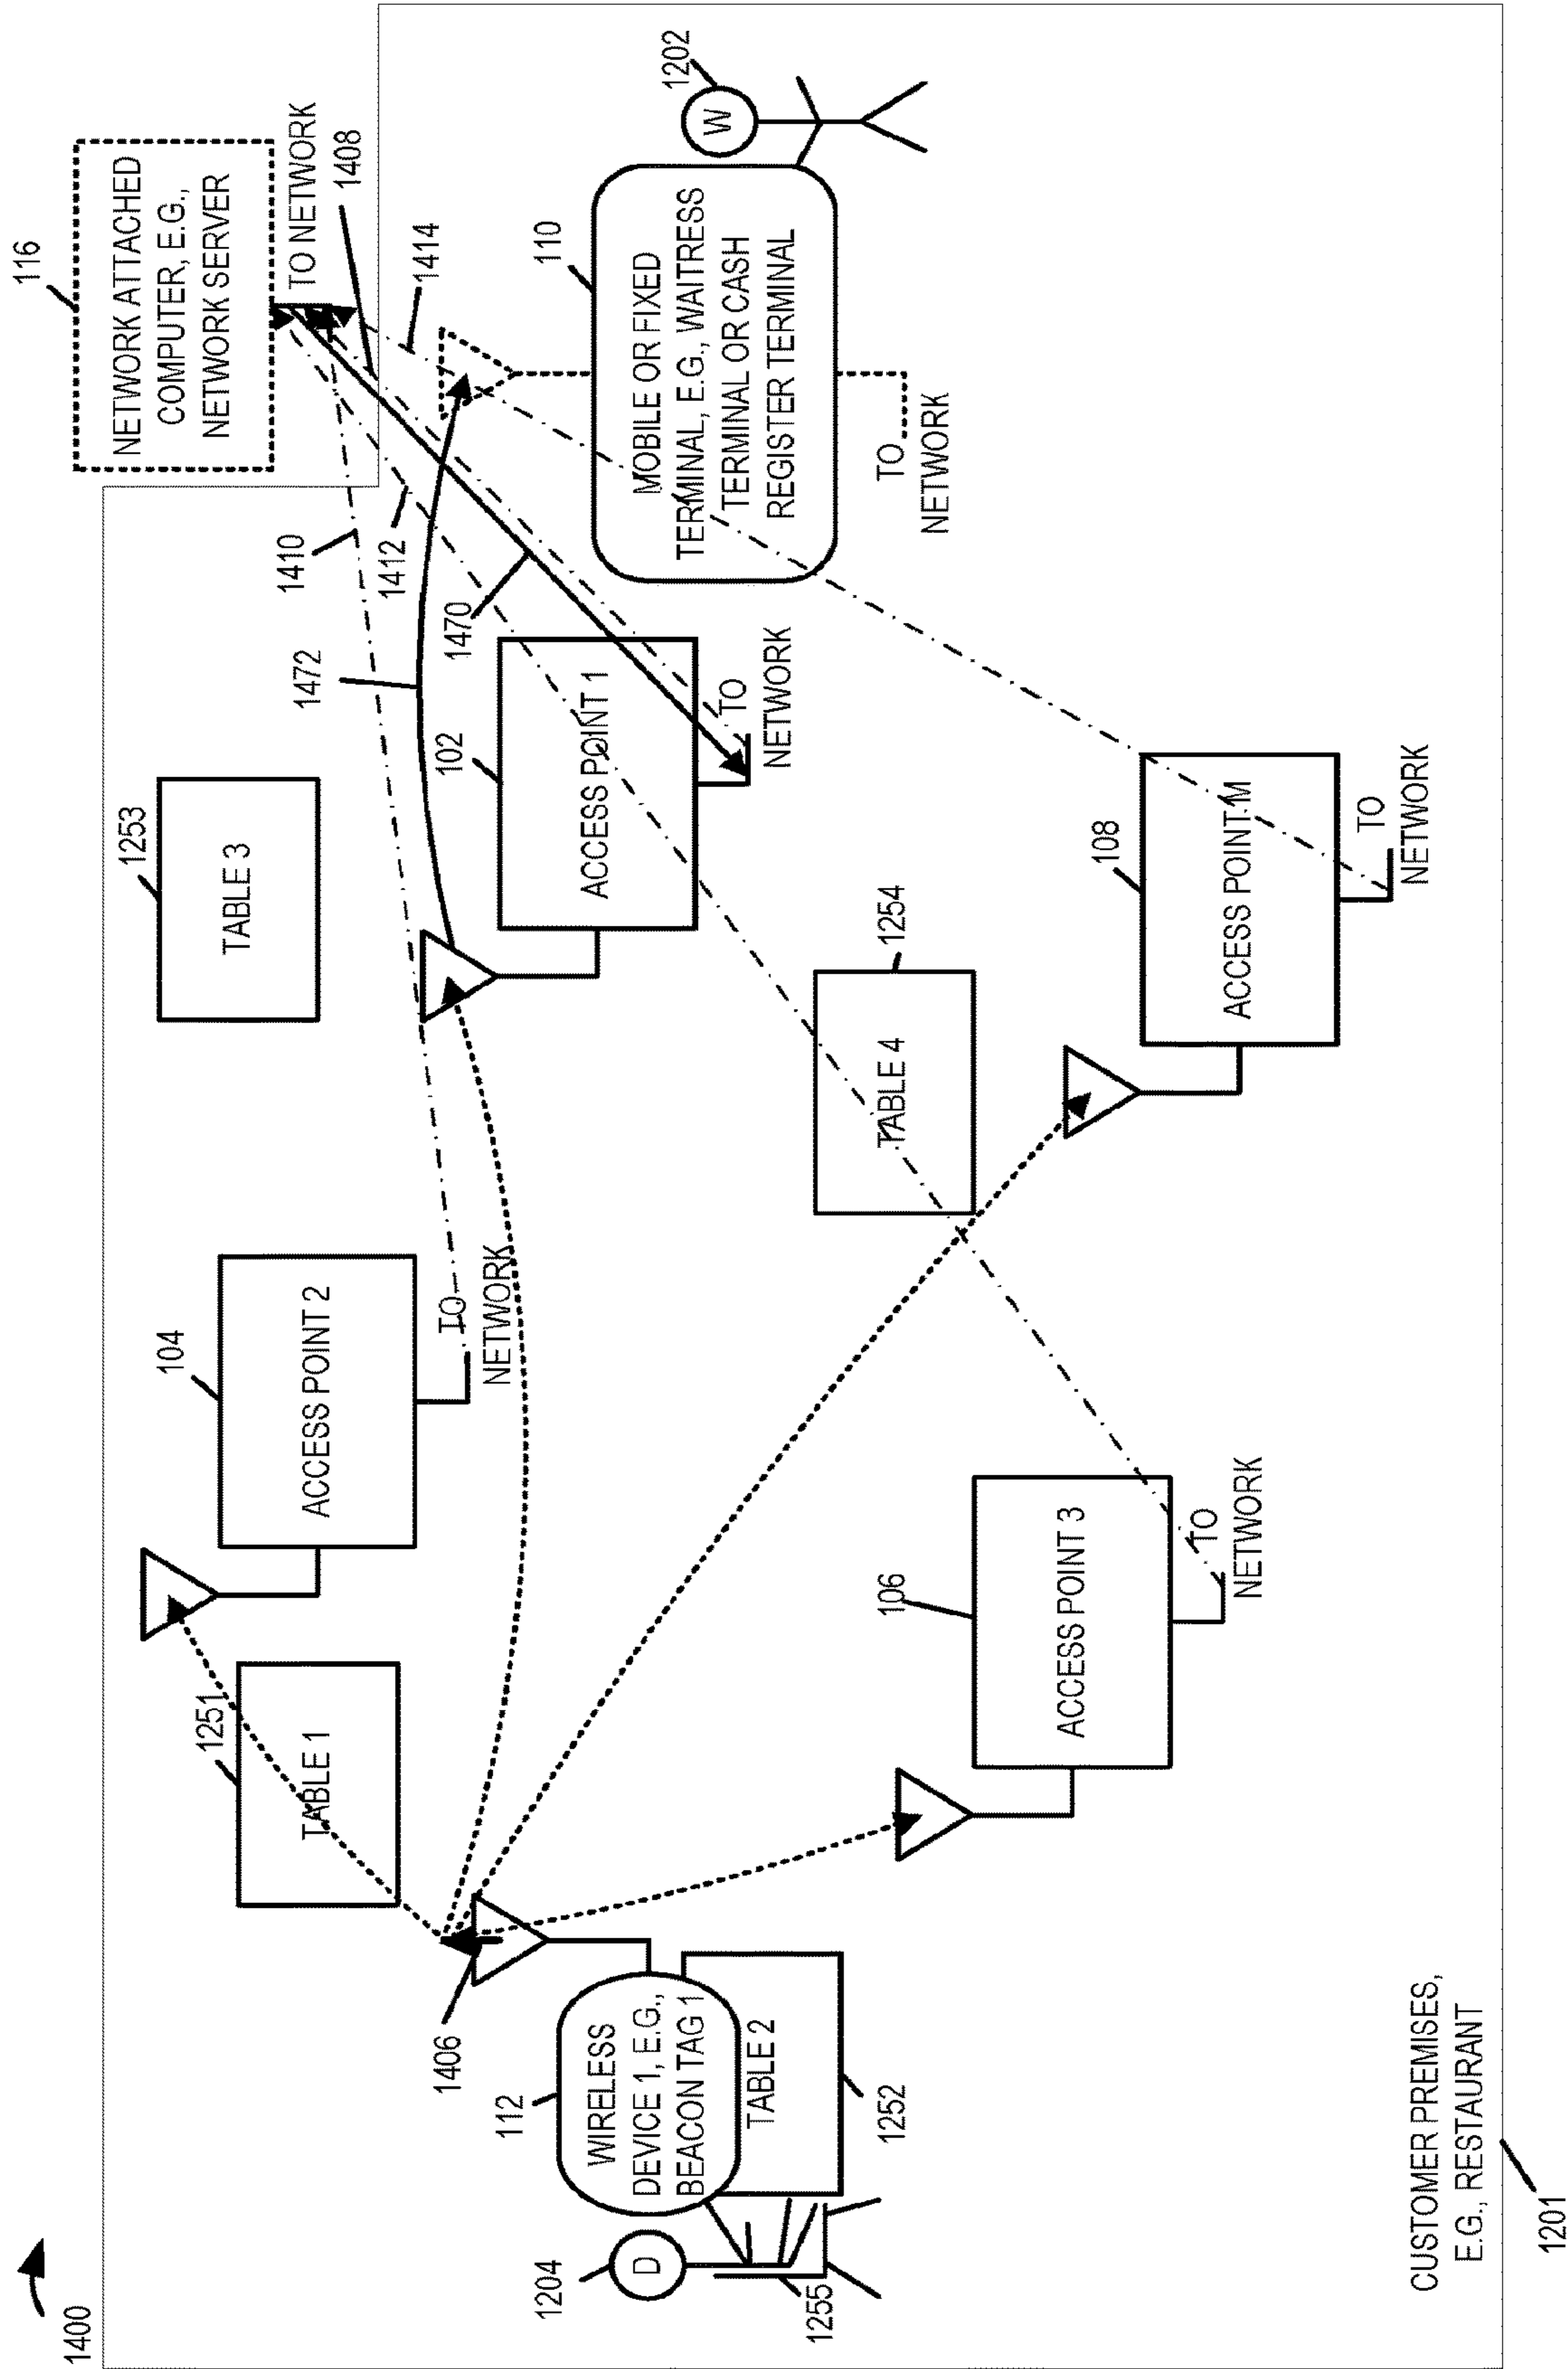 1400
116
NETWORK ATTACHED
COMPUTER, E.G.,
NETWORK SERVER
TO NETWORK
1408
1414
1410
1412
1472
1470
1202
W
110
MOBILE OR FIXED
TERMINAL, E.G., WAITRESS
TERMINAL OR CASH
REGISTER TERMINAL
TO
NETWORK
1253
TABLE 3
102
ACCESS POINT 1
TO
NETWORK
104
ACCESS POINT 2
TO
NETWORK
1251
TABLE 1
1254
TABLE 4
108
ACCESS POINT M
TO
NETWORK
106
ACCESS POINT 3
TO
NETWORK
1406
112
WIRELESS
DEVICE 1, E.G.,
BEACON TAG 1
TABLE 2
1252
1204
D
1255
CUSTOMER PREMISES,
E.G., RESTAURANT
1201